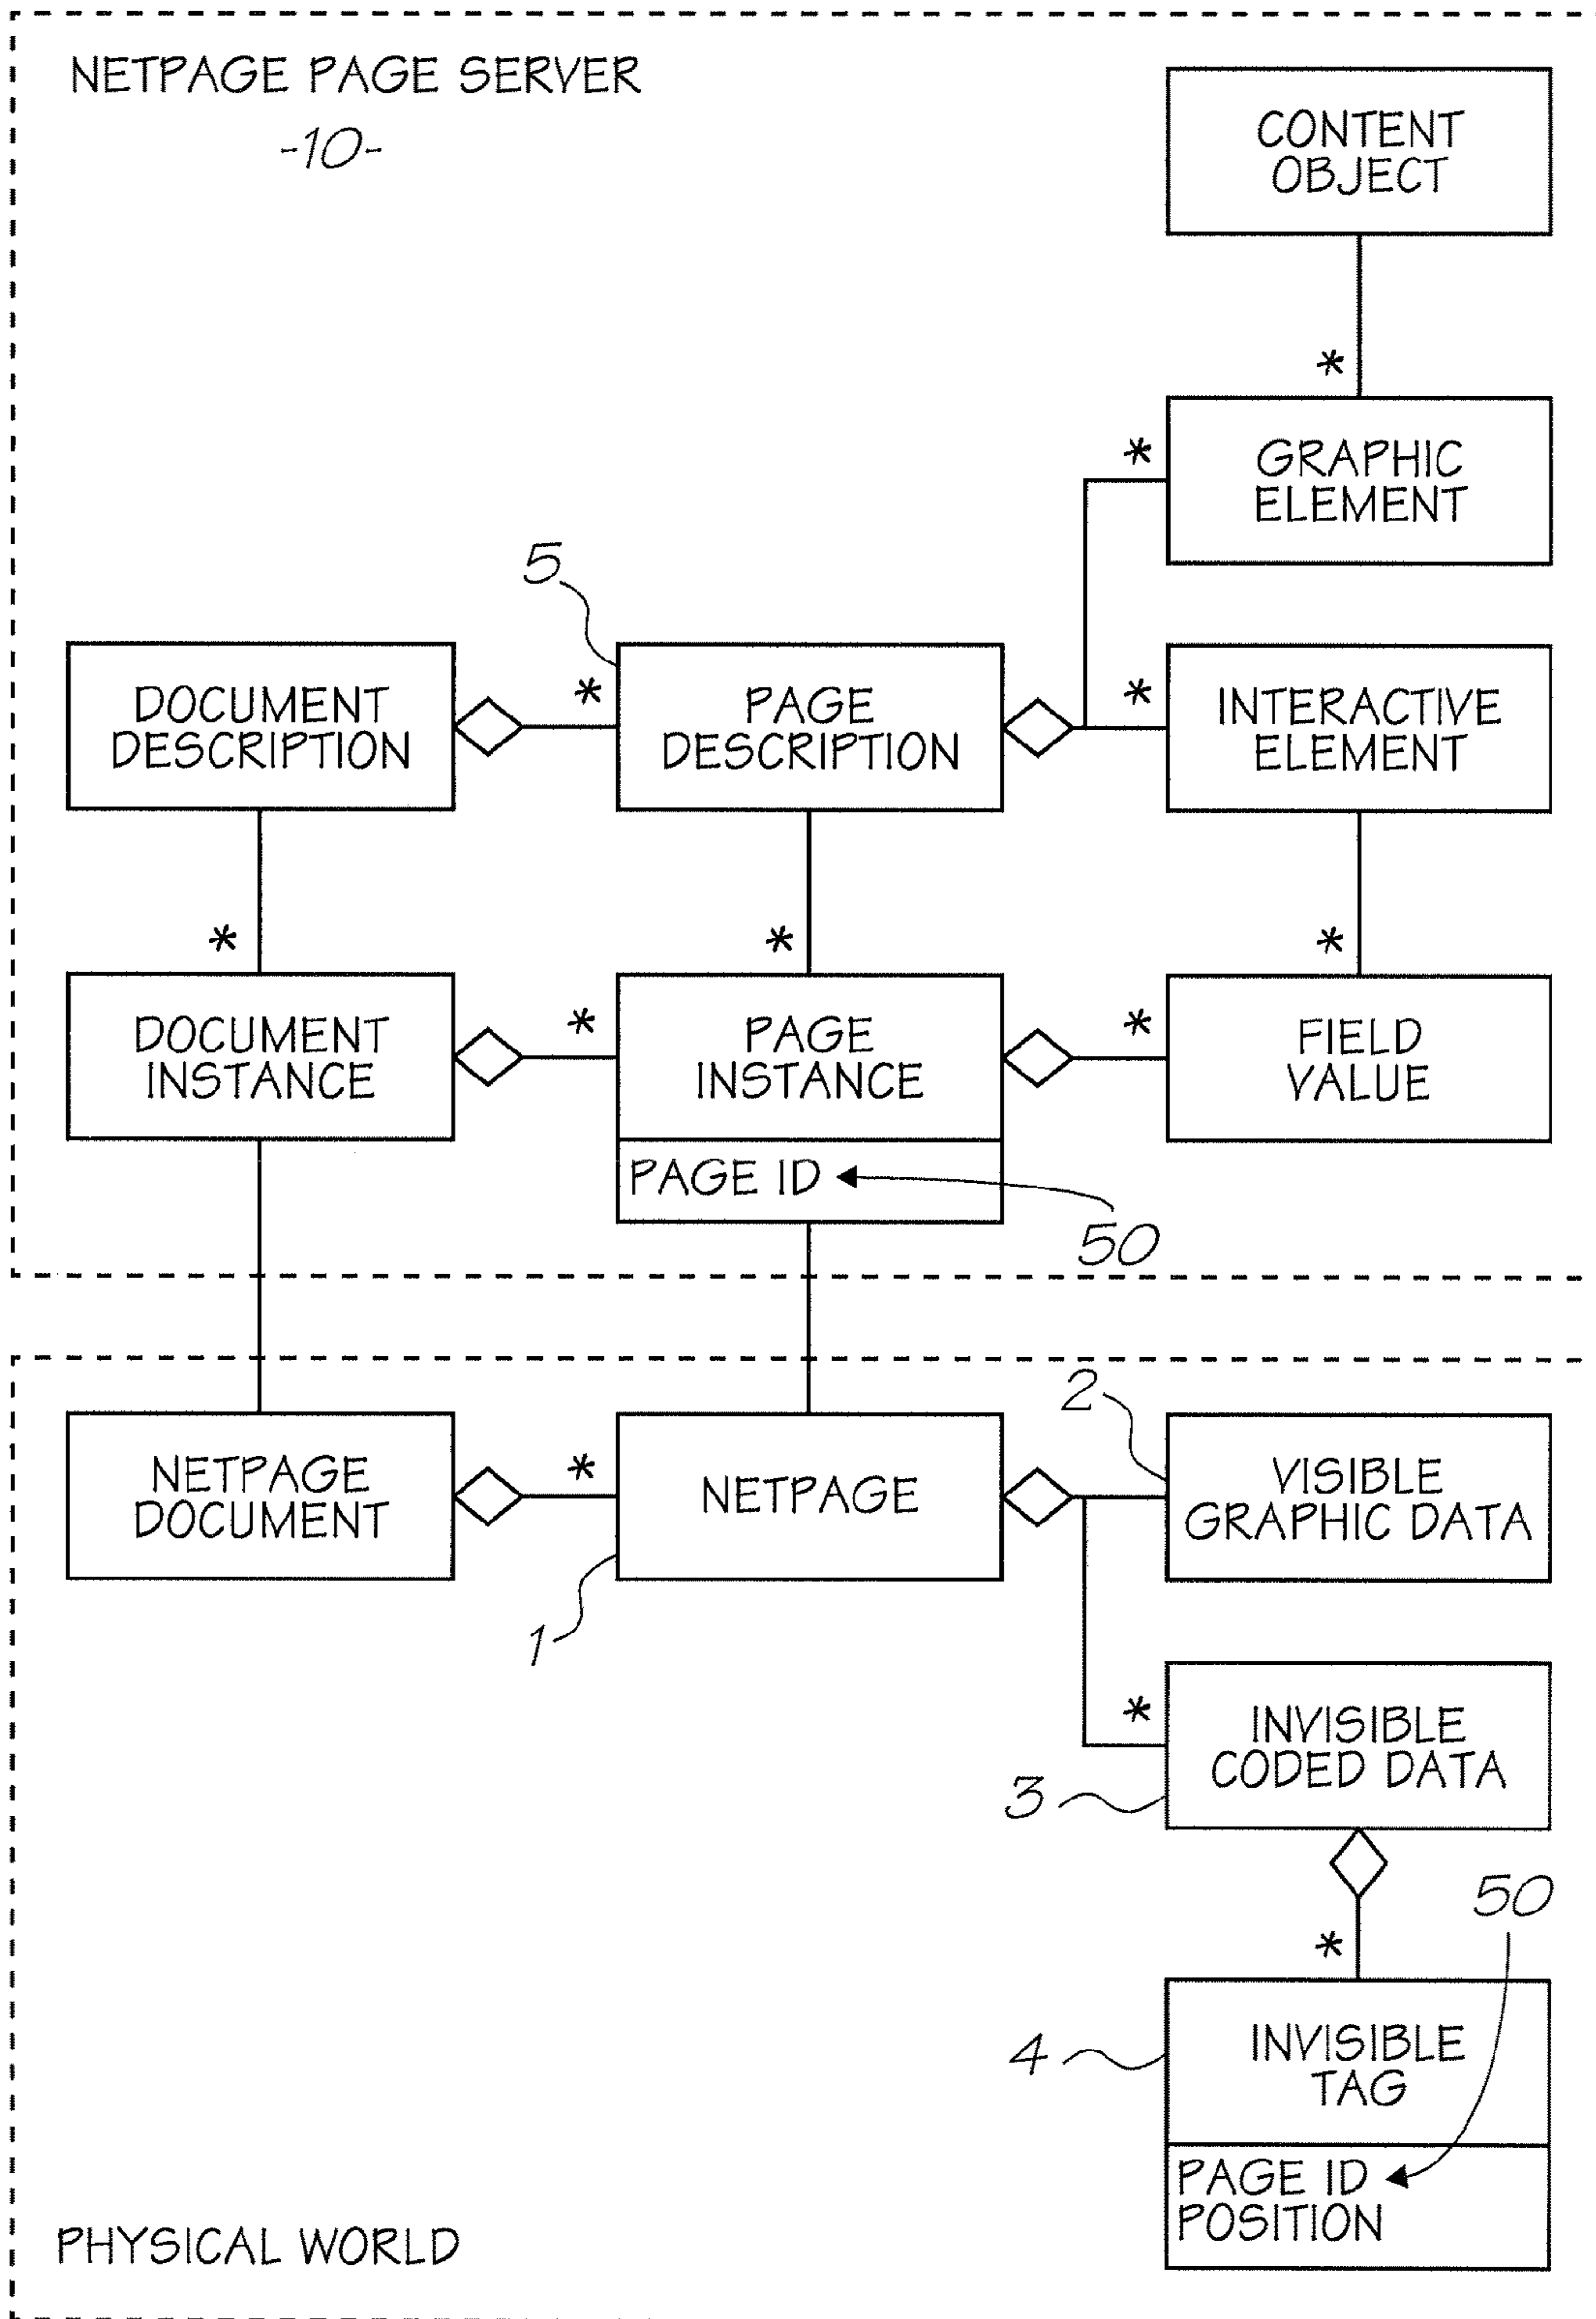 NETPAGE PAGE SERVER
-10-
CONTENT
OBJECT
*
*
GRAPHIC
ELEMENT
5
DOCUMENT
DESCRIPTION
*
PAGE
DESCRIPTION
*
INTERACTIVE
ELEMENT
*
*
*
DOCUMENT
INSTANCE
*
PAGE
INSTANCE
*
FIELD
VALUE
PAGE ID
50
2
NETPAGE
DOCUMENT
*
NETPAGE
VISIBLE
GRAPHIC DATA
1
*
INVISIBLE
CODED DATA
3
50
*
4
INVISIBLE
TAG
PAGE ID
POSITION
PHYSICAL WORLD